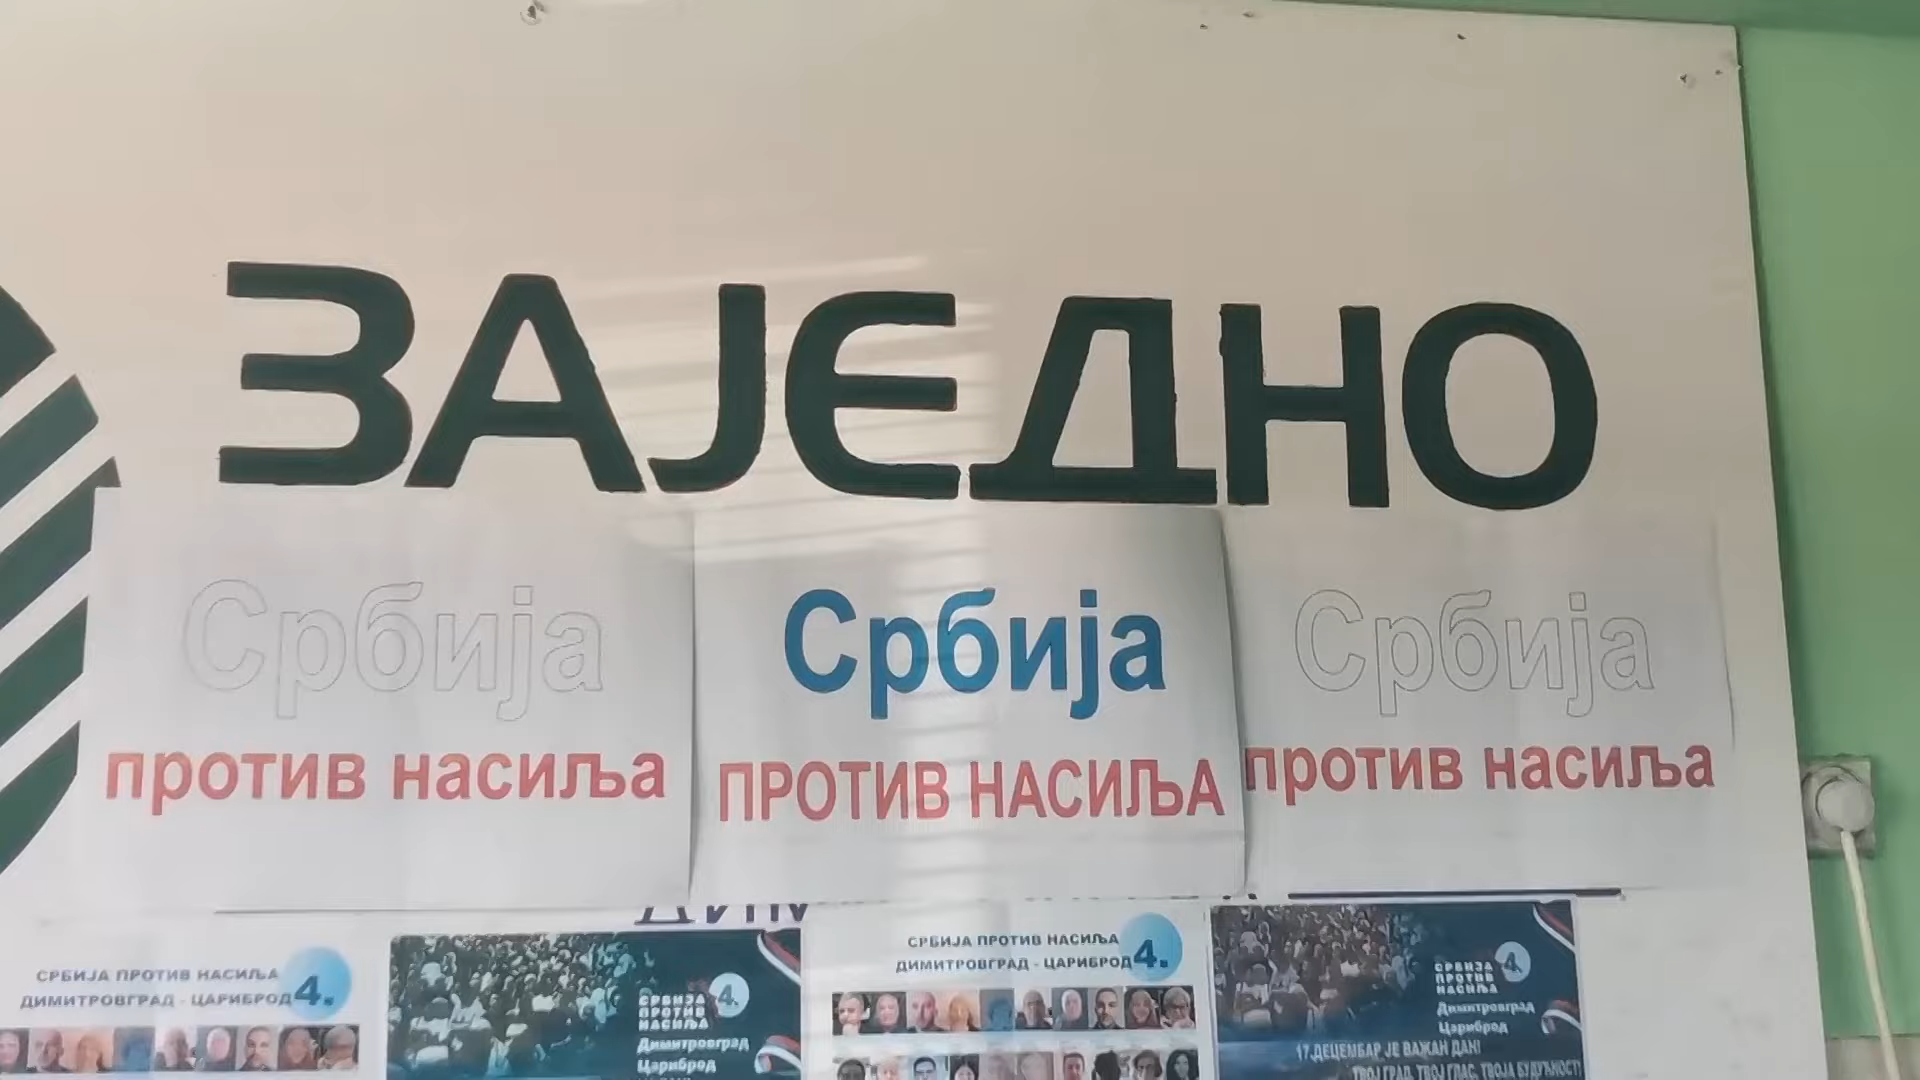 ЗАЈЕДНО
Србија
против насиља
Србија
ПРОТИВ НАСИЉА
Србија
против насиља
СРБИЈА ПРОТИВ НАСИЉА
ДИМИТРОВГРАД - ЦАРИБРОД 4.
СРБИЈА 4.
ПРОТИВ
НАСИЉА
Димитровград
Цариброд
СРБИЈА ПРОТИВ НАСИЉА
ДИМИТРОВГРАД - ЦАРИБРОД 4.
СРБИЈА 4.
ПРОТИВ
НАСИЉА
Димитровград
Цариброд
17.ДЕЦЕМБАР ЈЕ ВАЖАН ДАН!
ТВОЈ ГРАД, ТВОЈ ГЛАС, ТВОЈА БУДУЋНОСТ!